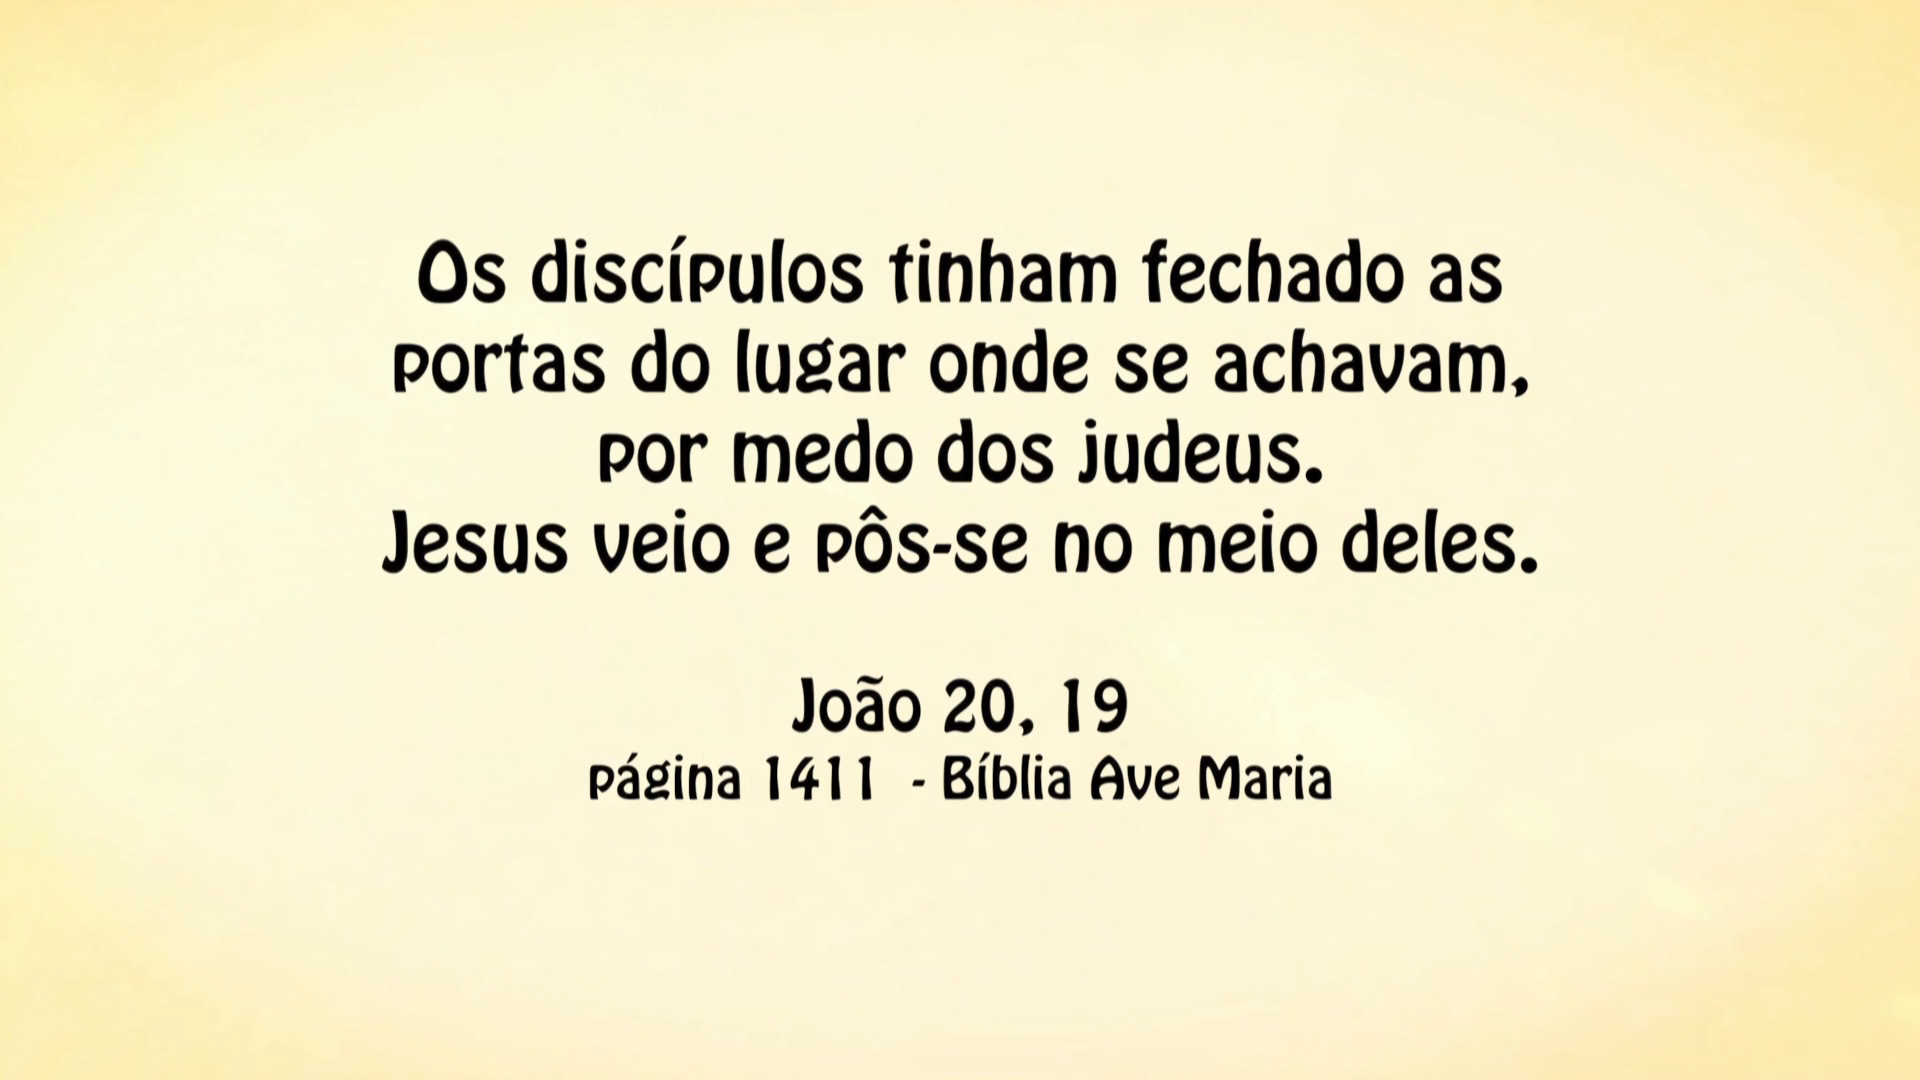 Os discípulos tinham fechado as
portas do lugar onde se achavam,
por medo dos judeus.
Jesus veio e pôs-se no meio deles.
João 20, 19
página 1411 - Bíblia Ave Maria